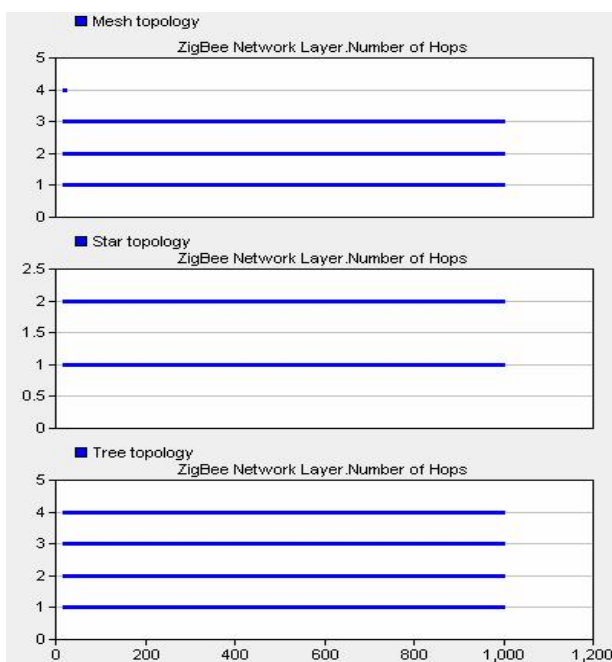 Mesh topology
ZigBee Network Layer.Number of Hops
5
4
3
2
1
0
Star topology
ZigBee Network Layer.Number of Hops
2.5
2
1.5
1
0.5
0
Tree topology
ZigBee Network Layer.Number of Hops
5
4
3
2
1
0
0 200 400 600 800 1,000 1,200